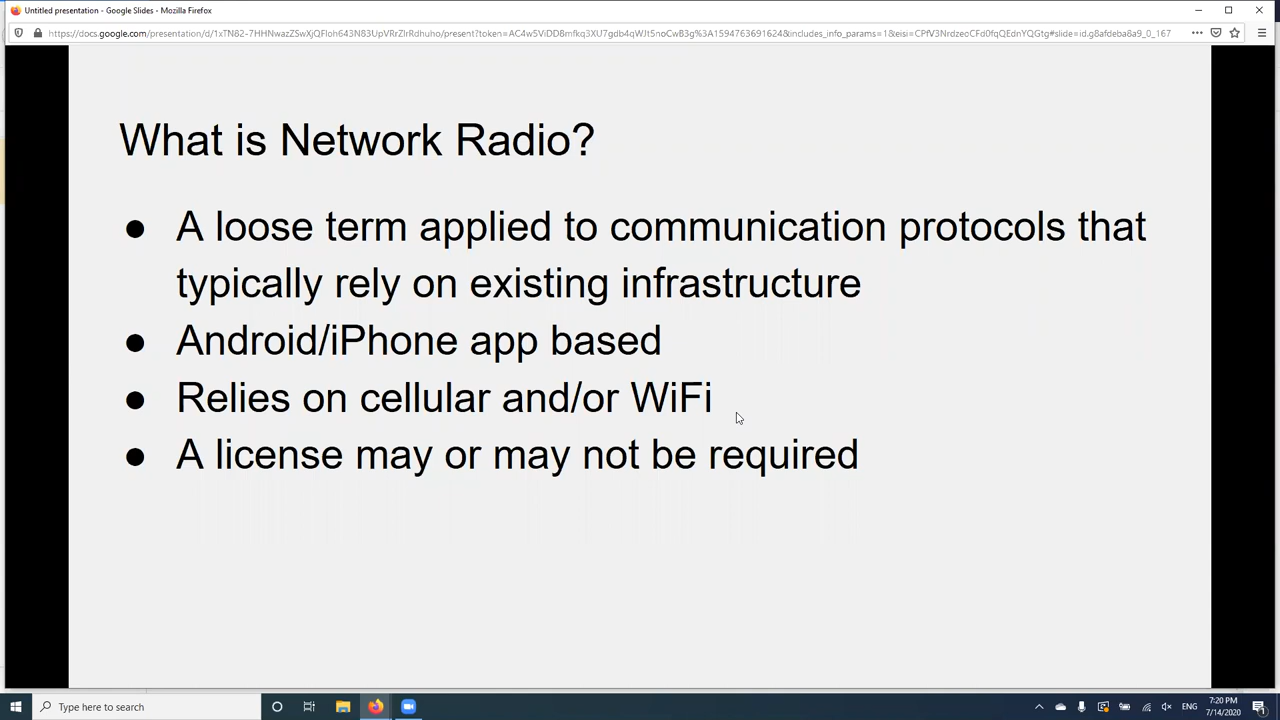 Untitled presentation - Google Slides - Mozilla Firefox
What is Network Radio?
● A loose term applied to communication protocols that
typically rely on existing infrastructure
● Android/iPhone app based
● Relies on cellular and/or WiFi
● A license may or may not be required
Type here to search
ENG
7:20 PM
7/14/2020